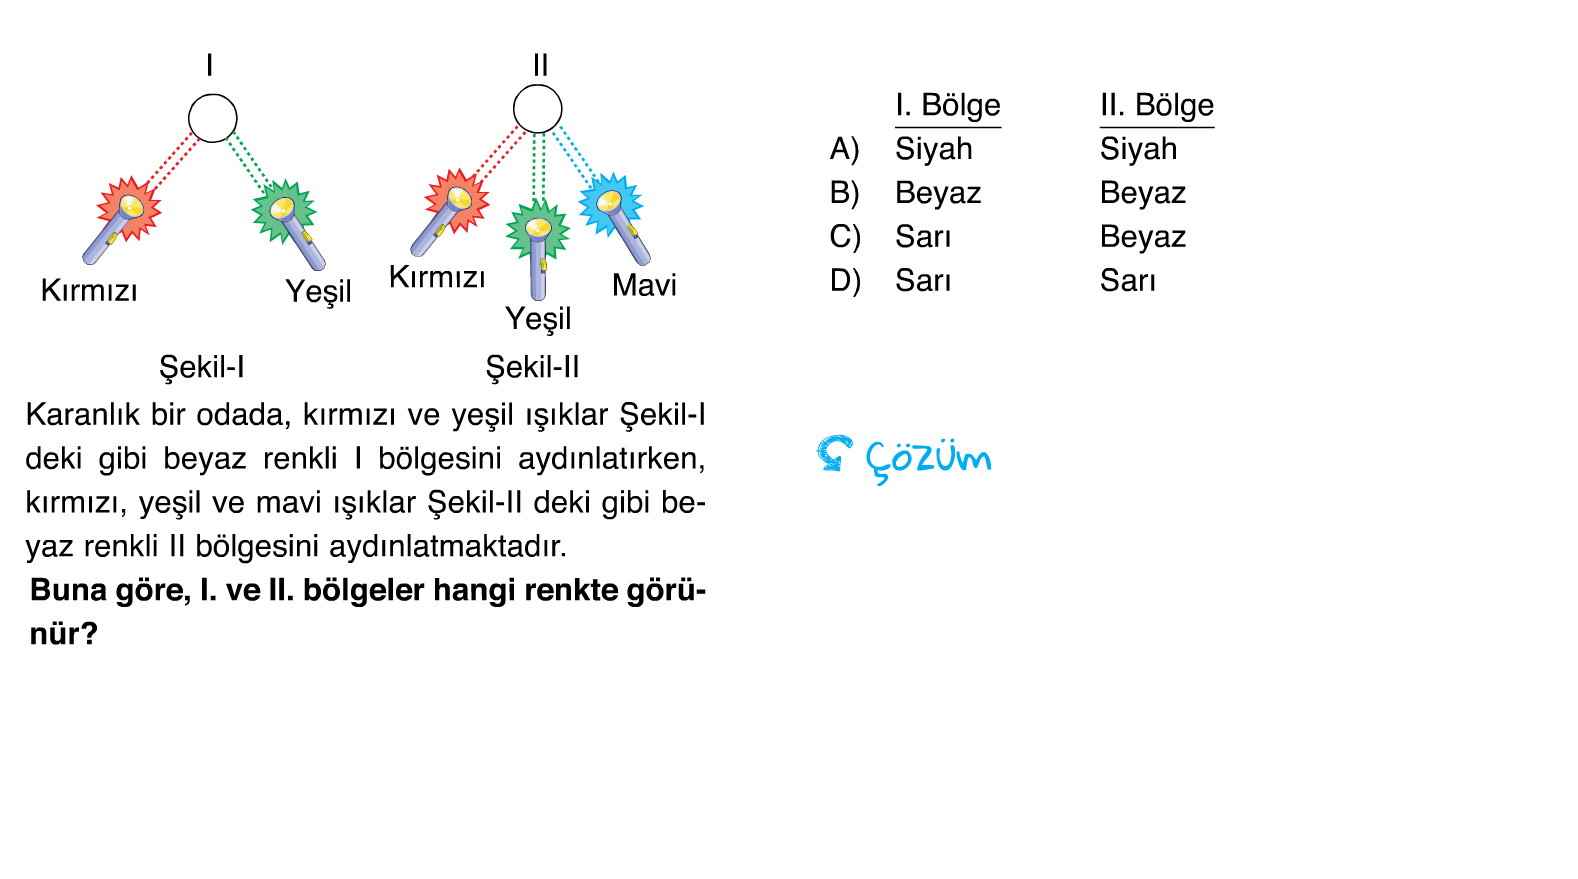 I
II
Kırmızı
Yeşil
Kırmızı
Yeşil
Mavi
Şekil-I
Şekil-II
Karanlık bir odada, kırmızı ve yeşil ışıklar Şekil-I
deki gibi beyaz renkli I bölgesini aydınlatırken,
kırmızı, yeşil ve mavi ışıklar Şekil-II deki gibi be-
yaz renkli II bölgesini aydınlatmaktadır.
Buna göre, I. ve II. bölgeler hangi renkte görü-
nür?
I. Bölge II. Bölge
A) Siyah Siyah
B) Beyaz Beyaz
C) Sarı Beyaz
D) Sarı Sarı
Çözüm